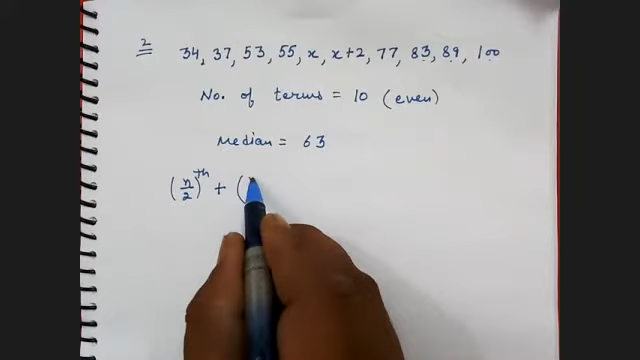 2
34, 37, 53, 55, x, x+2, 77, 83, 89, 100
No. of terms = 10 (even)
Median = 63
(n/2)th + (